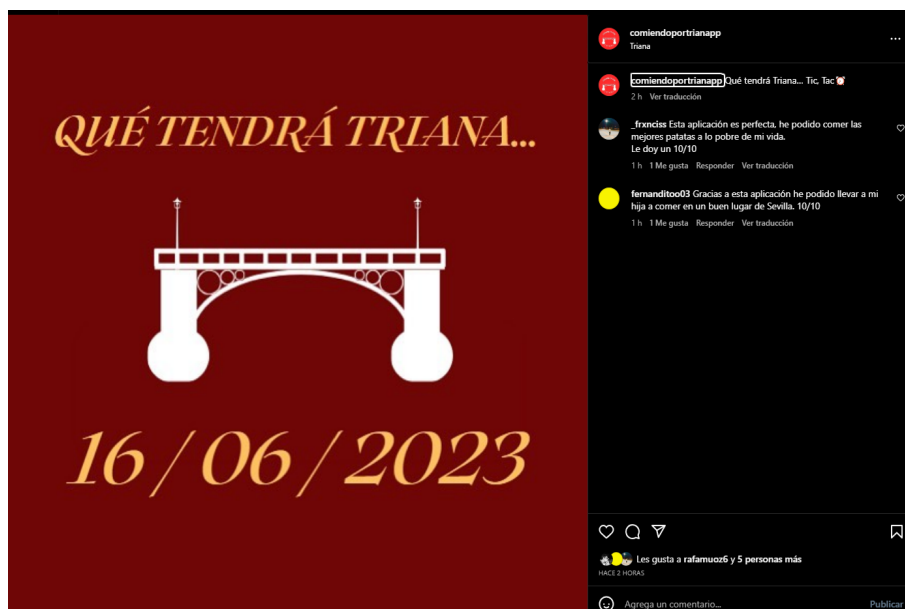 QUÉ TENDRÁ TRIANA...
16/06/2023
comiendoportrianapp
Triana
comiendoportrianapp Qué tendrá Triana... Tic, Tac⏰
2 h Ver traducción
_frxnciss Esta aplicación es perfecta, he podido comer las
mejores patatas a lo pobre de mi vida.
Le doy un 10/10
1 h 1 Me gusta Responder Ver traducción
fernanditoo03 Gracias a esta aplicación he podido llevar a mi
hija a comer en un buen lugar de Sevilla. 10/10
1 h 1 Me gusta Responder Ver traducción
Les gusta a rafamuoz6 y 5 personas más
HACE 2 HORAS
Agrega un comentario... Publicar